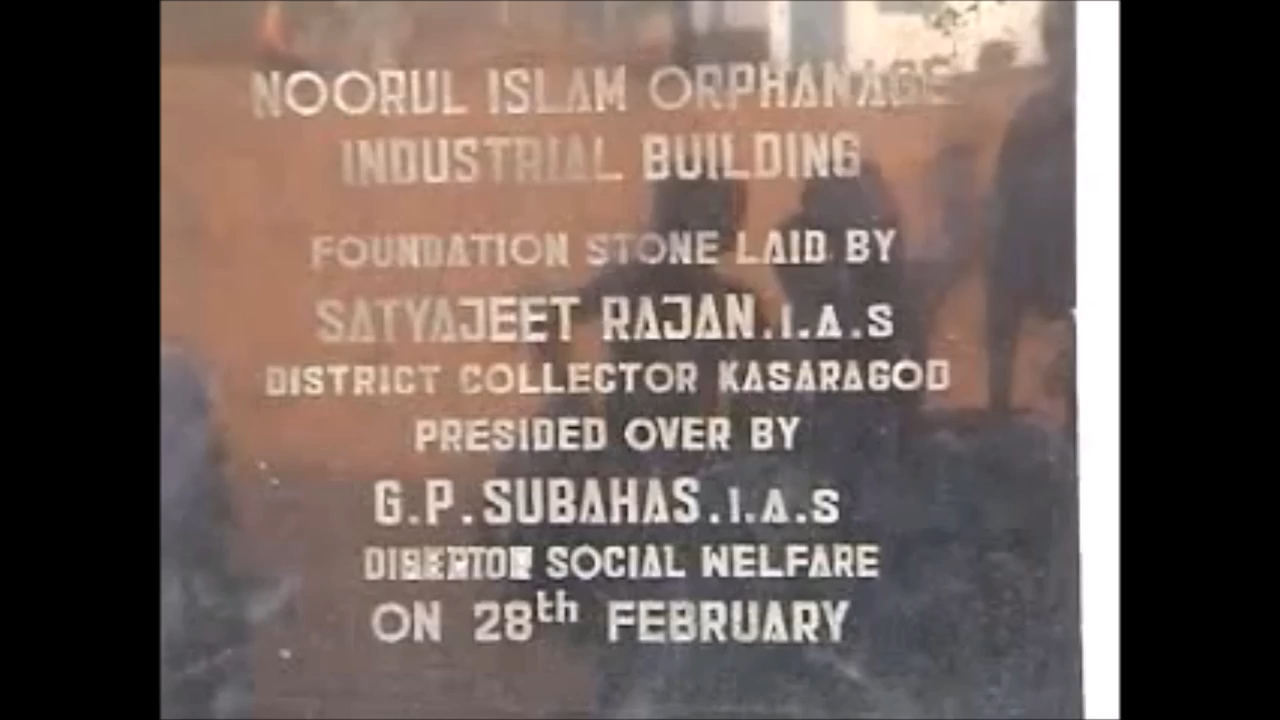 NOORUL ISLAM ORPHANAGE
INDUSTRIAL BUILDING
FOUNDATION STONE LAID BY
SATYAJEET RAJAN.I.A.S
DISTRICT COLLECTOR KASARAGOD
PRESIDED OVER BY
G.P.SUBAHAS.I.A.S
SOCIAL WELFARE
ON 28th FEBRUARY